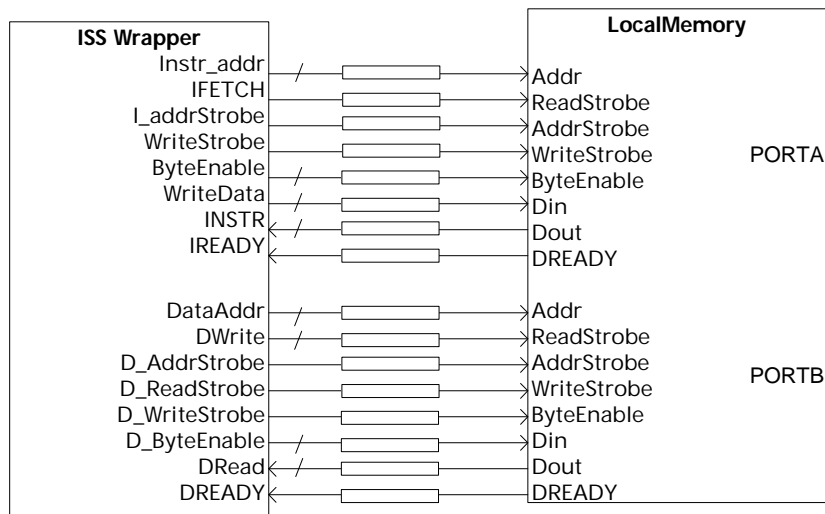 ISS Wrapper
Instr_addr
IFETCH
I_addrStrobe
WriteStrobe
ByteEnable
WriteData
INSTR
IREADY
DataAddr
DWrite
D_AddrStrobe
D_ReadStrobe
D_WriteStrobe
D_ByteEnable
DRead
DREADY
LocalMemory
Addr
ReadStrobe
AddrStrobe
WriteStrobe
ByteEnable
Din
Dout
DREADY
PORTA
Addr
ReadStrobe
AddrStrobe
WriteStrobe
ByteEnable
Din
Dout
DREADY
PORTB